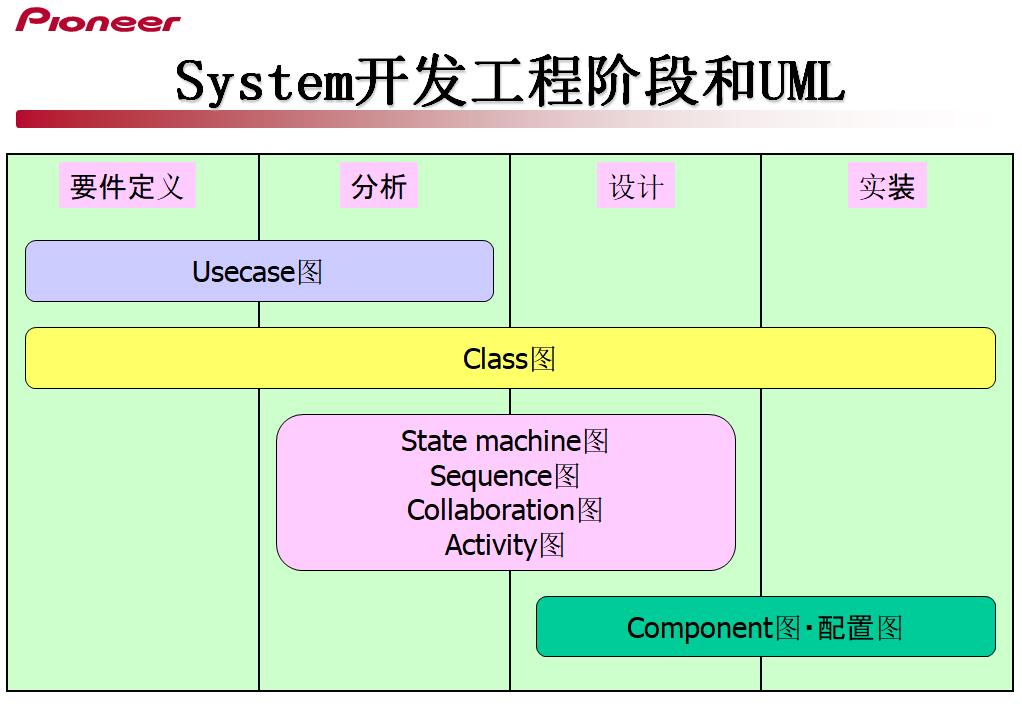 Pioneer
System开发工程阶段和UML
要件定义
分析
设计
实装
Usecase图
Class图
State machine图
Sequence图
Collaboration图
Activity图
Component图·配置图